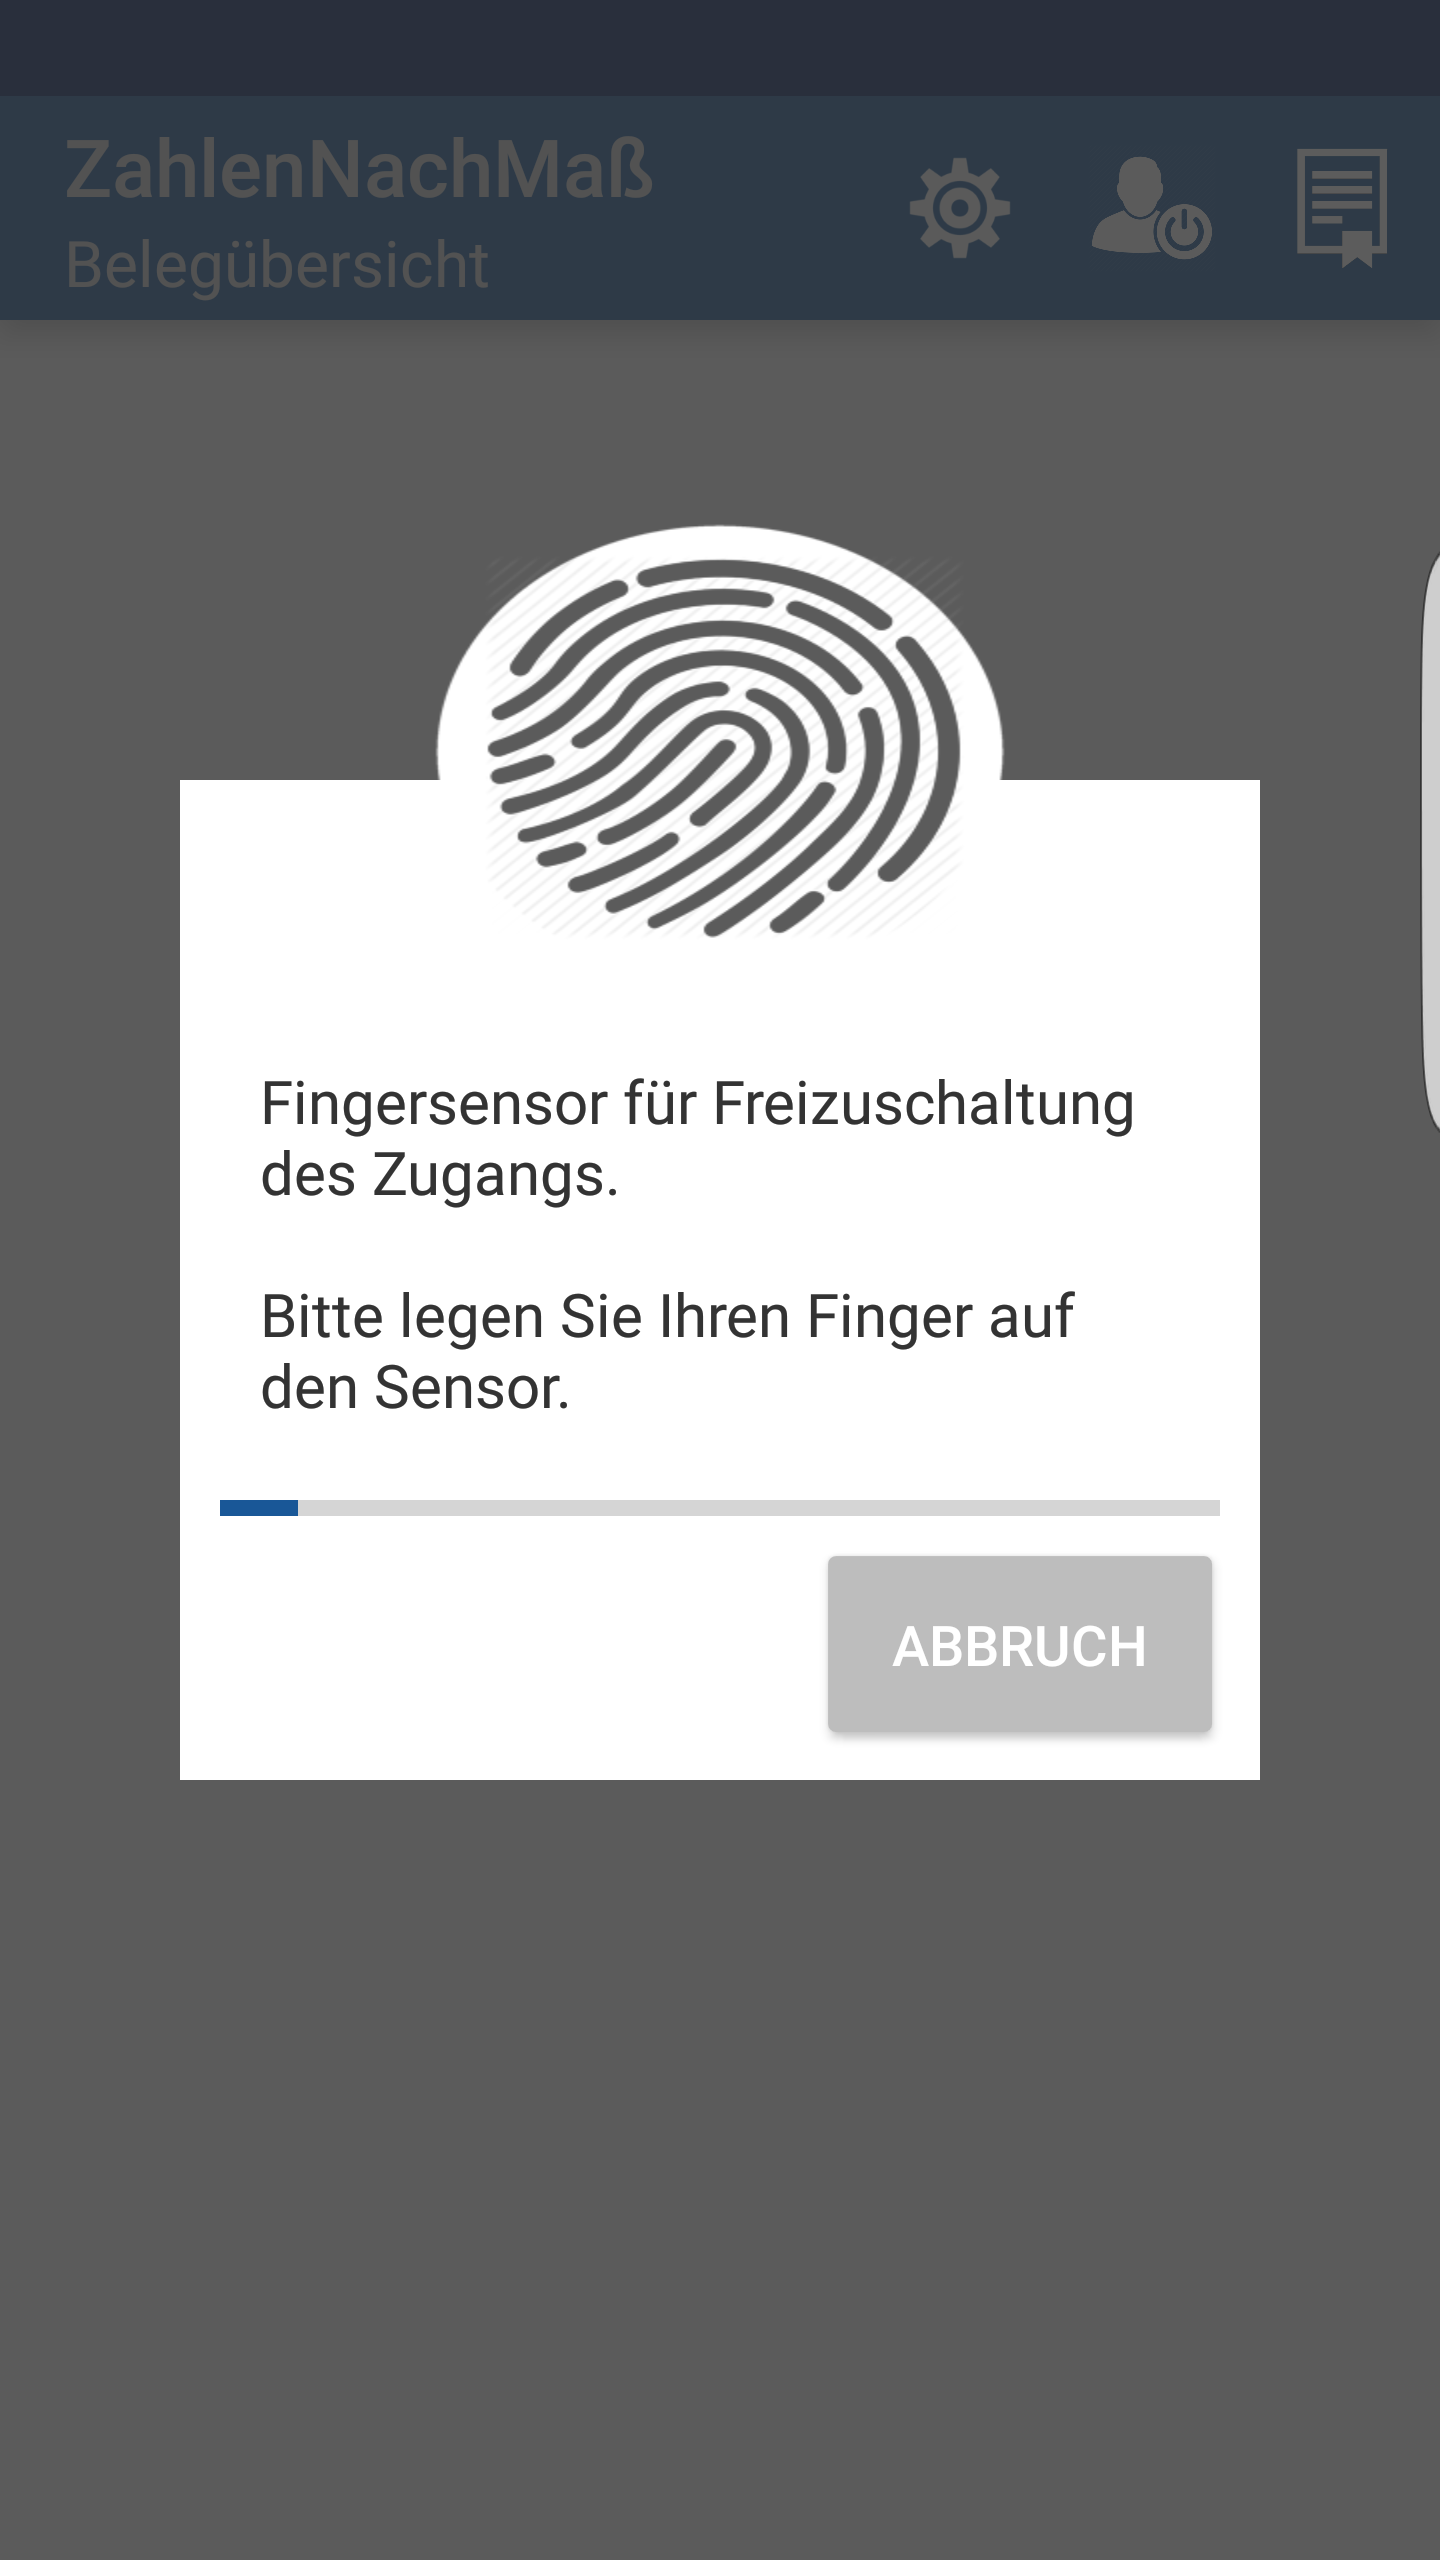 ZahlenNachMaß
Belegübersicht
Fingersensor für Freizuschaltung
des Zugangs.
Bitte legen Sie Ihren Finger auf
den Sensor.
ABBRUCH